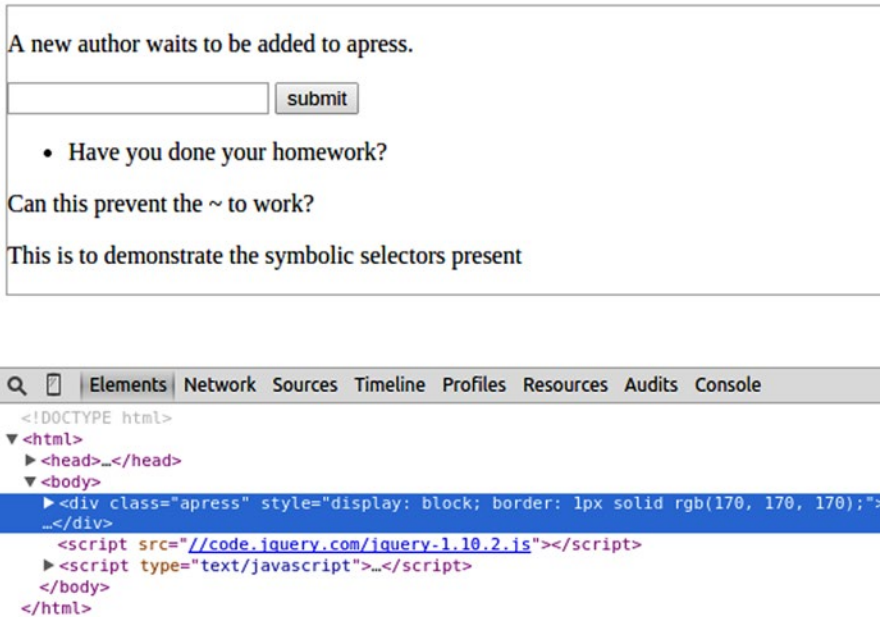 A new author waits to be added to apress.
submit
• Have you done your homework?
Can this prevent the ~ to work?
This is to demonstrate the symbolic selectors present
Elements Network Sources Timeline Profiles Resources Audits Console
<!DOCTYPE html>
▼<html>
▶<head>…</head>
▼<body>
▶<div class="apress" style="display: block; border: 1px solid rgb(170, 170, 170);">
…</div>
<script src="//code.jquery.com/jquery-1.10.2.js"></script>
▶<script type="text/javascript">…</script>
</body>
</html>